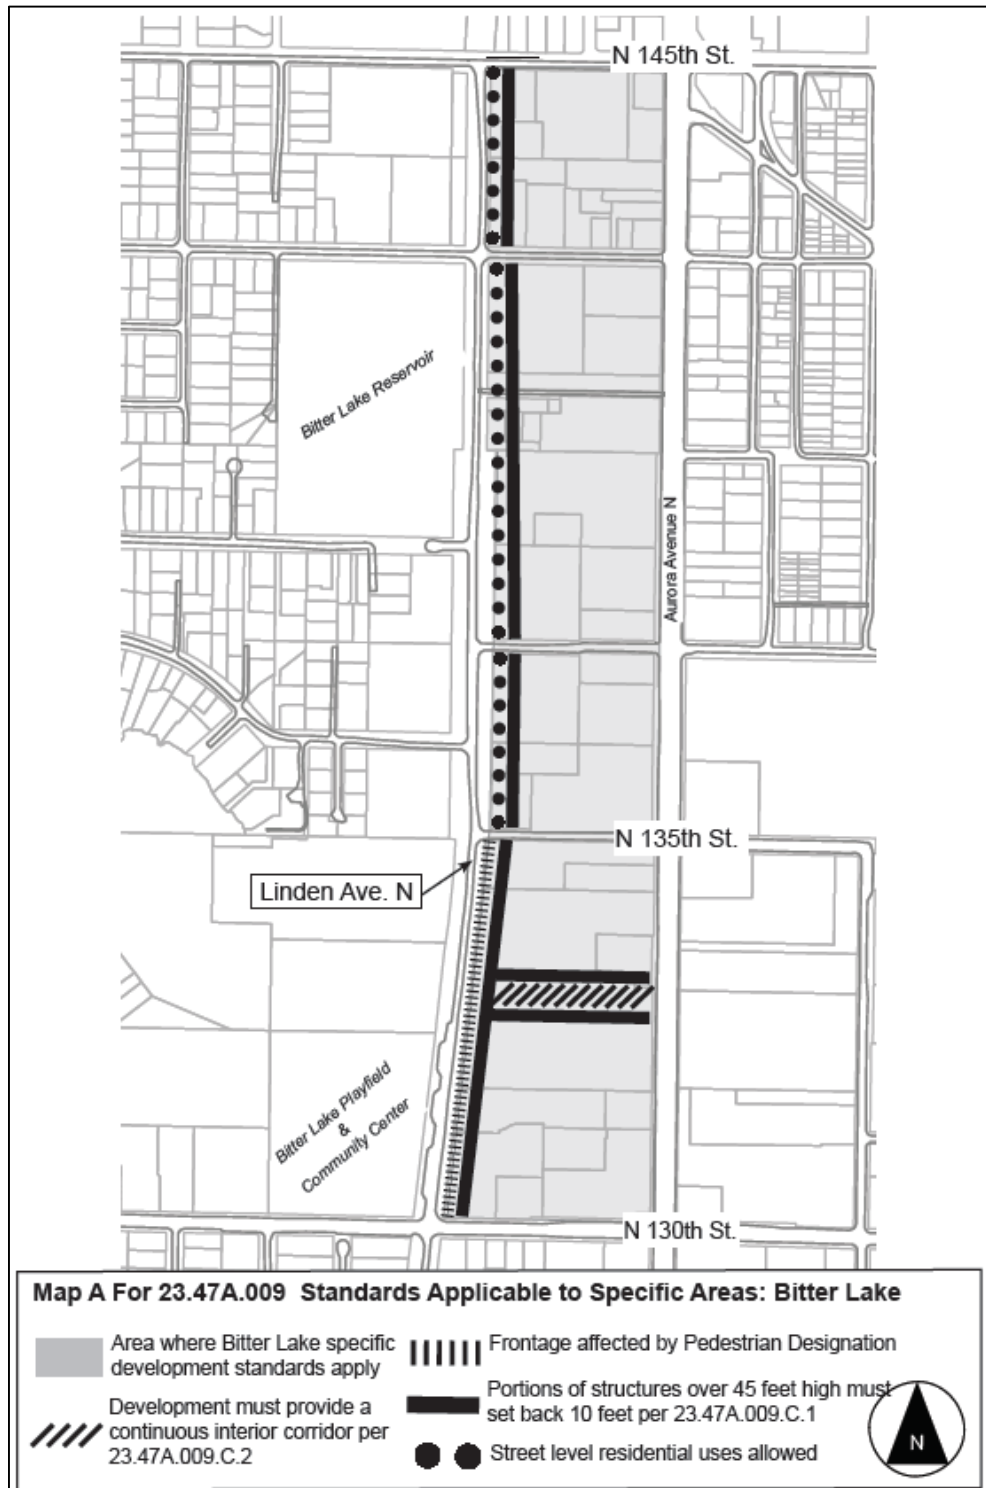 N 145th St.
Bitter Lake Reservoir
Aurora Avenue N
N 135th St.
Linden Ave. N
Bitter Lake Playfield
&
Community Center
N 130th St.
Map A For 23.47A.009 Standards Applicable to Specific Areas: Bitter Lake
Area where Bitter Lake specific
development standards apply
Development must provide a
continuous interior corridor per
23.47A.009.C.2
Frontage affected by Pedestrian Designation
Portions of structures over 45 feet high must
set back 10 feet per 23.47A.009.C.1
Street level residential uses allowed
N